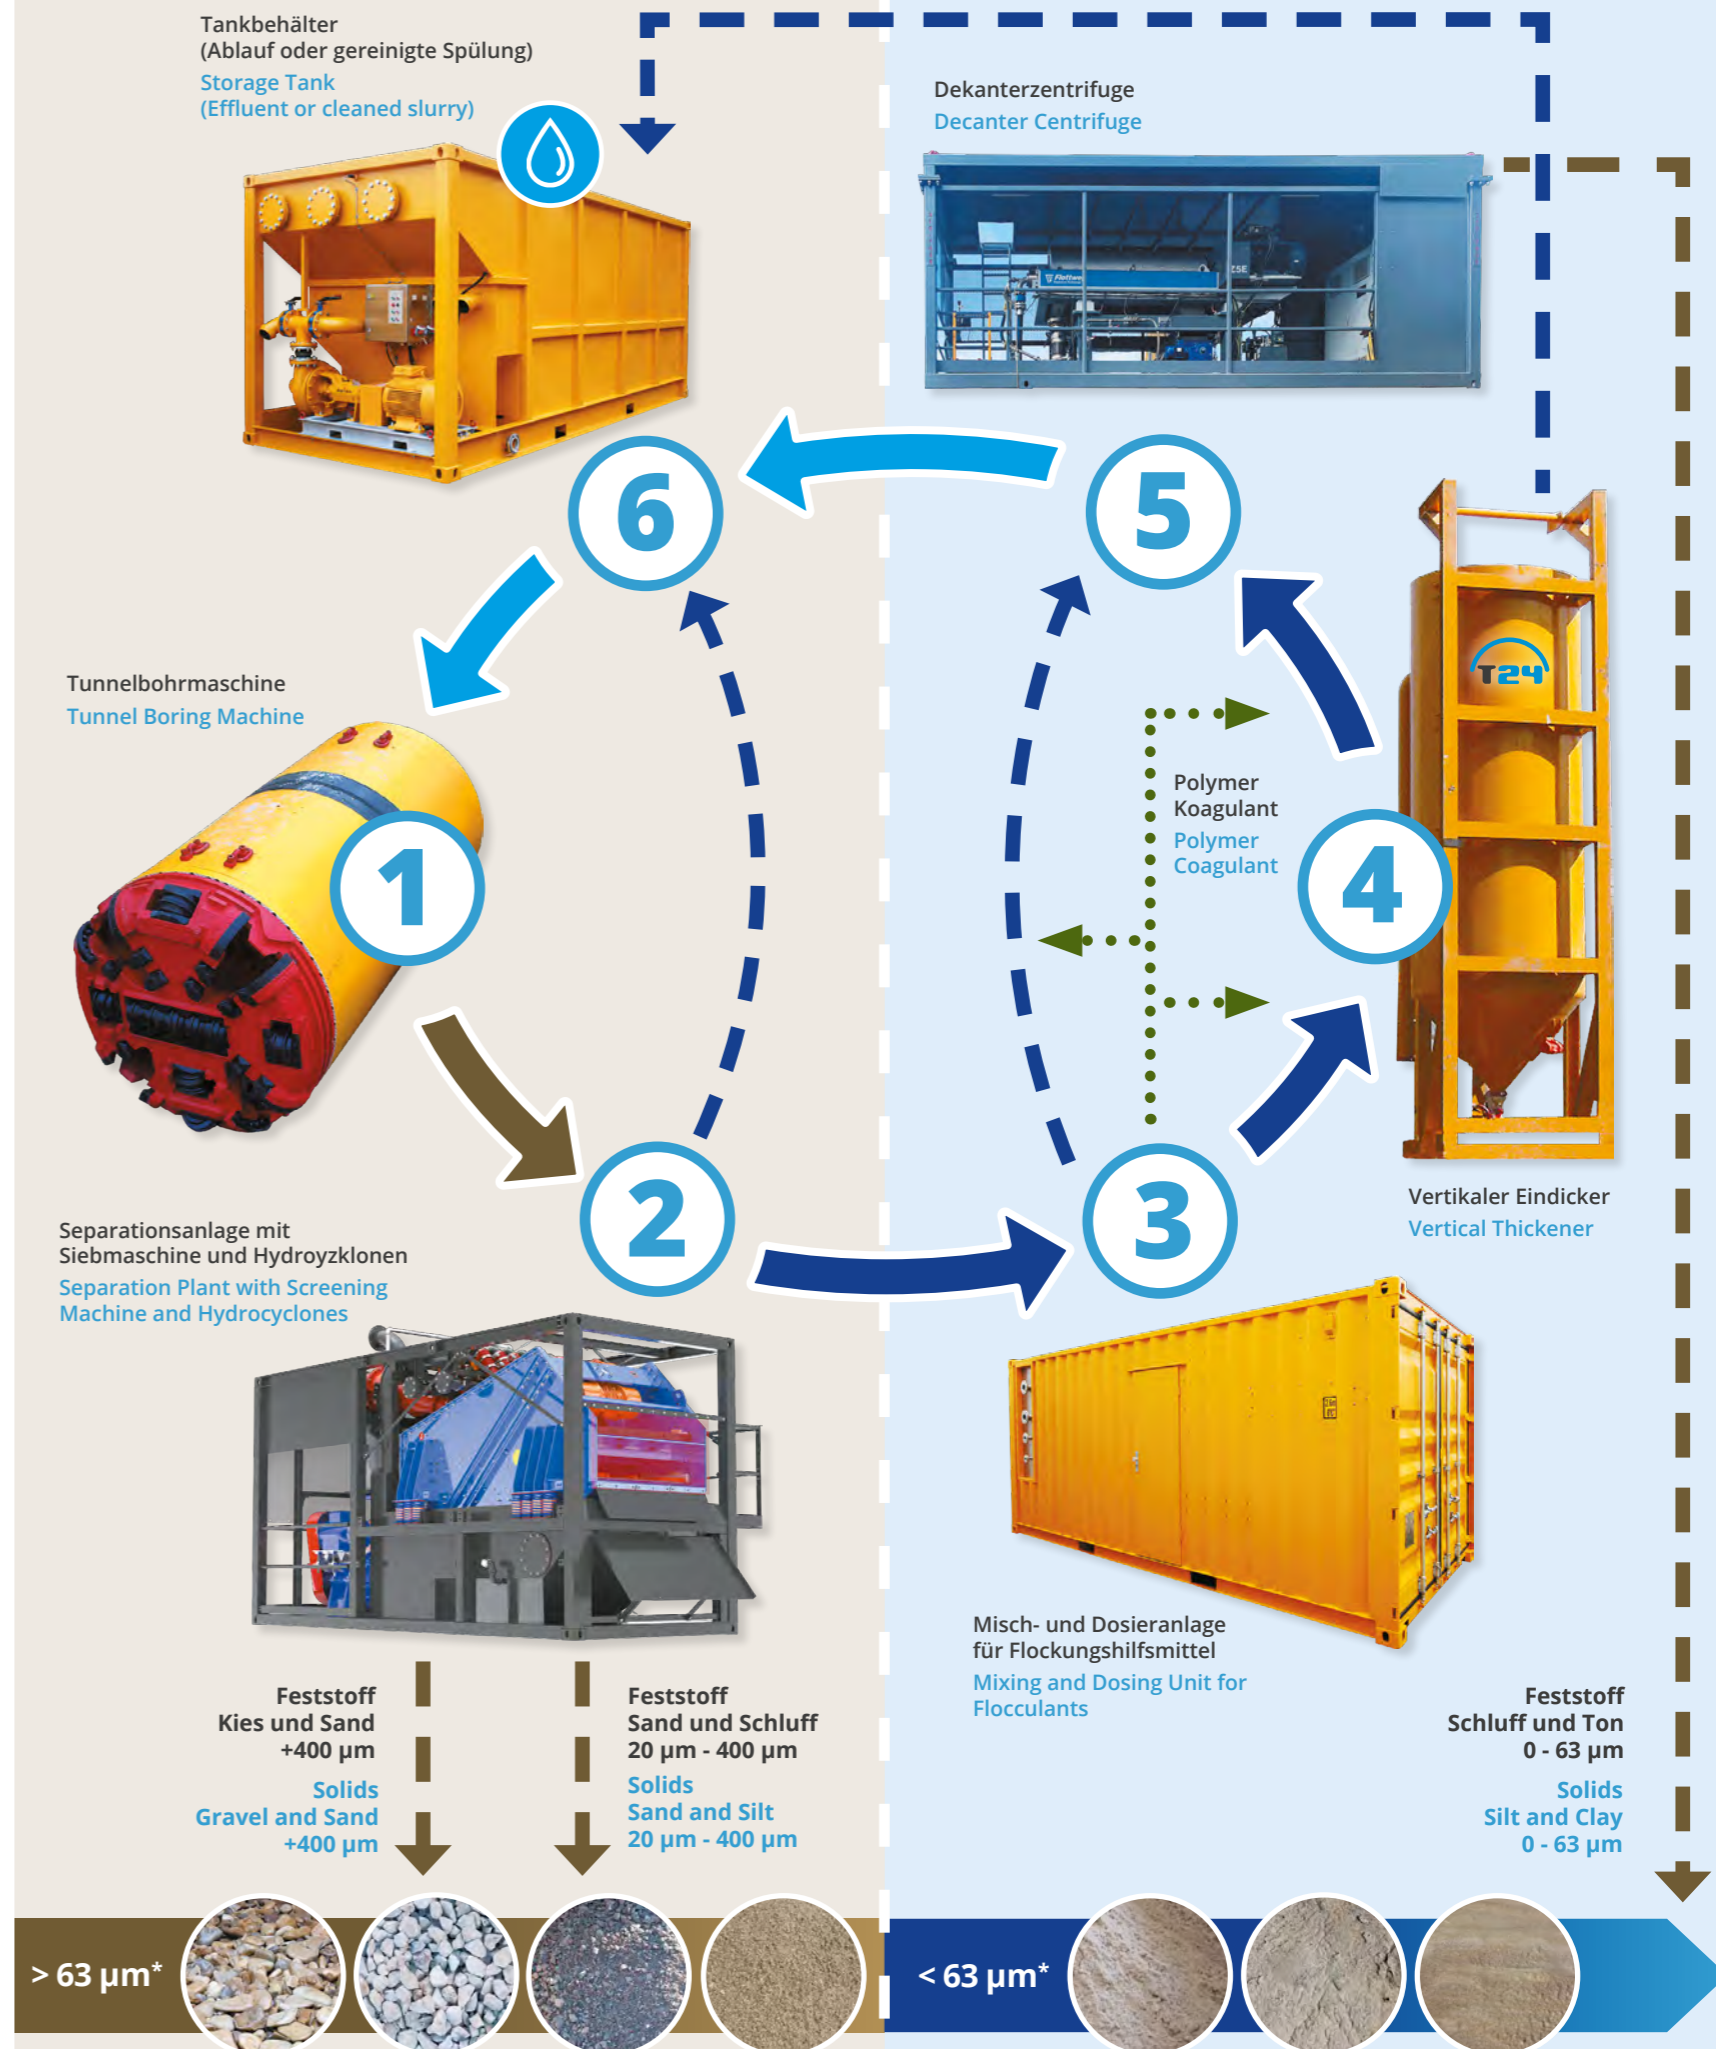 Tankbehälter
(Ablauf oder gereinigte Spülung)
Storage Tank
(Effluent or cleaned slurry)
Dekanterzentrifuge
Decanter Centrifuge
Z5E
6
5
Tunnelbohrmaschine
Tunnel Boring Machine
T24
Polymer
Koagulant
Polymer
Coagulant
1
4
2
3
Vertikaler Eindicker
Vertical Thickener
Separationsanlage mit
Siebmaschine und Hydroyzklonen
Separation Plant with Screening
Machine and Hydrocyclones
Misch- und Dosieranlage
für Flockungshilfsmittel
Mixing and Dosing Unit for
Flocculants
Feststoff
Kies und Sand
+400 µm
Solids
Gravel and Sand
+400 µm
Feststoff
Sand und Schluff
20 µm - 400 µm
Solids
Sand and Silt
20 µm - 400 µm
Feststoff
Schluff und Ton
0 - 63 µm
Solids
Silt and Clay
0 - 63 µm
> 63 µm*
< 63 µm*